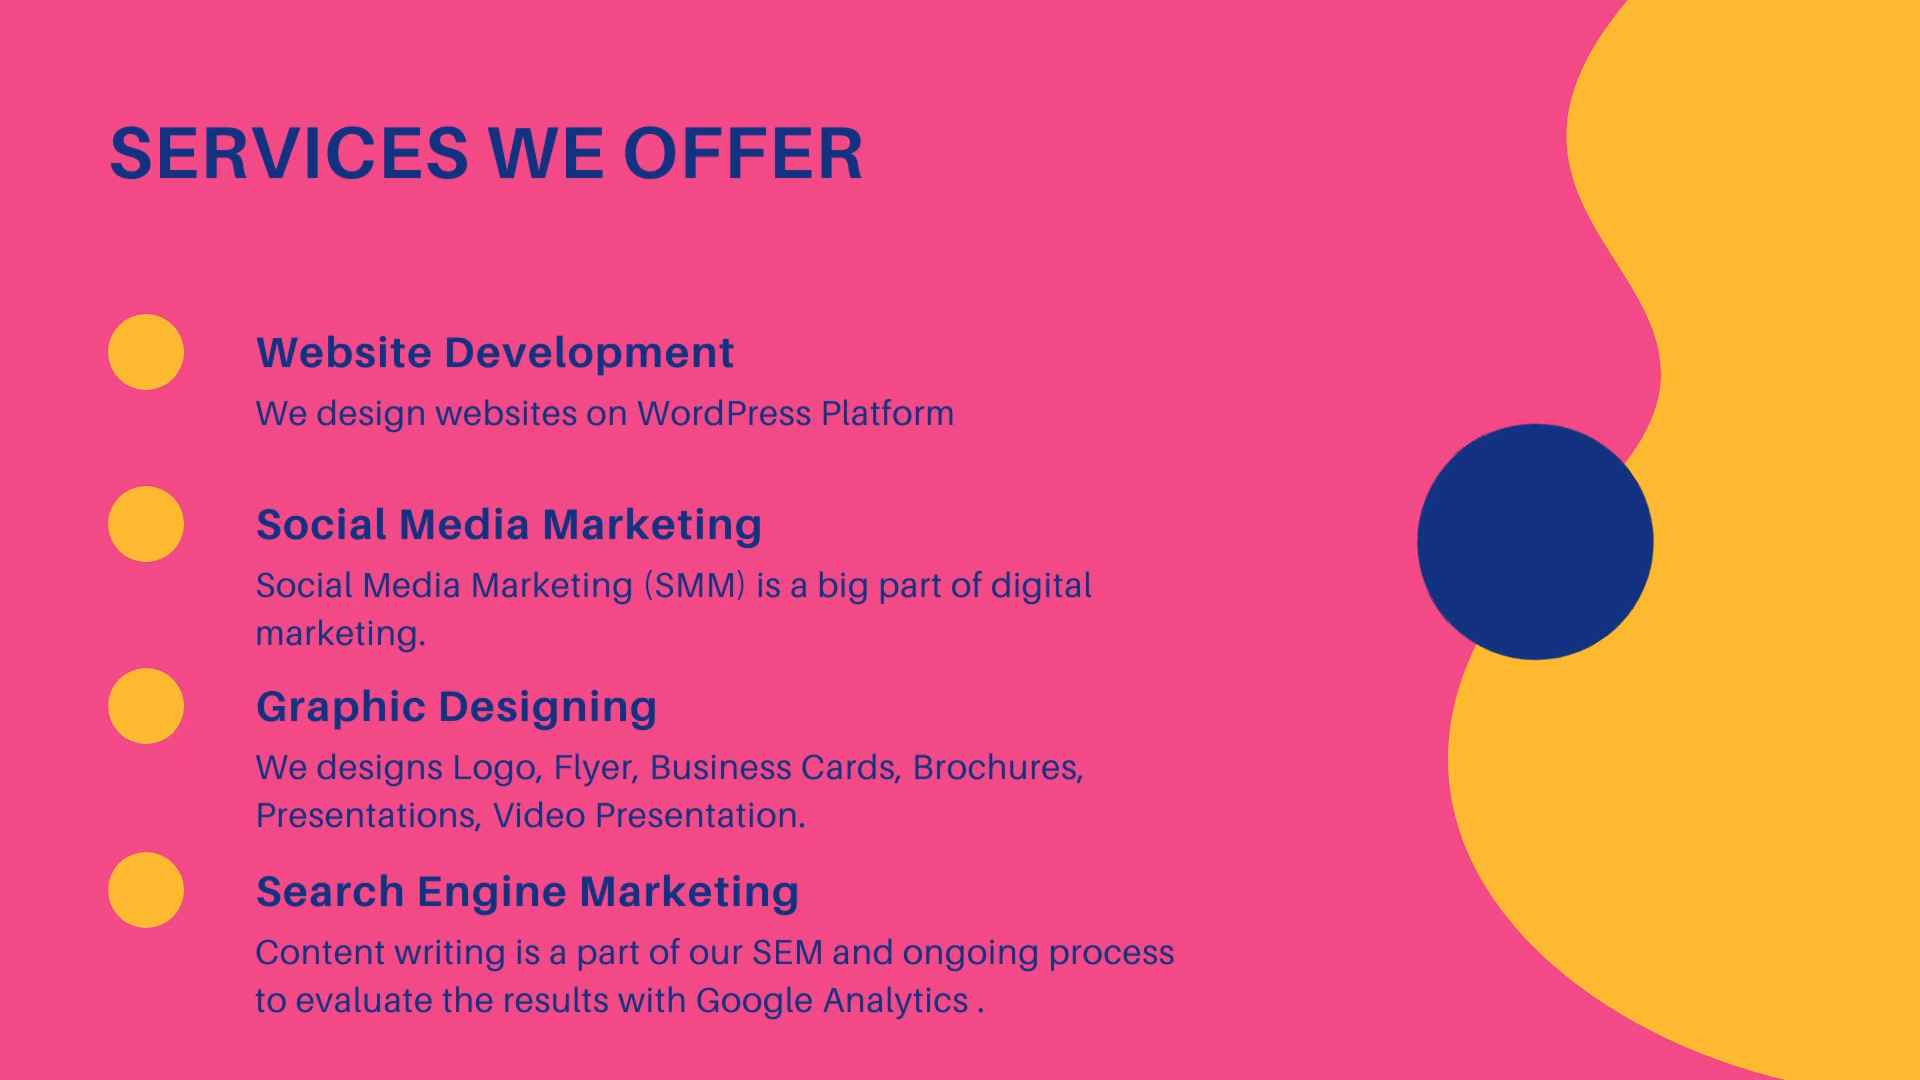 SERVICES WE OFFER
Website Development
We design websites on WordPress Platform
Social Media Marketing
Social Media Marketing (SMM) is a big part of digital
marketing.
Graphic Designing
We designs Logo, Flyer, Business Cards, Brochures,
Presentations, Video Presentation.
Search Engine Marketing
Content writing is a part of our SEM and ongoing process
to evaluate the results with Google Analytics .